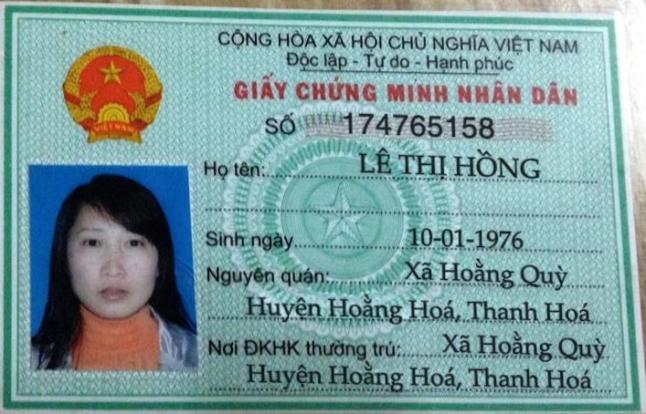 CỘNG HÒA XÃ HỘI CHỦ NGHĨA VIỆT NAM
Độc lập - Tự do - Hạnh phúc
GIẤY CHỨNG MINH NHÂN DÂN
SỐ 174765158
Họ tên: LÊ THỊ HỒNG
Sinh ngày 10-01-1976
Nguyên quán: Xã Hoằng Quỳ
Huyện Hoằng Hoá, Thanh Hoá
Nơi ĐKHK thường trú: Xã Hoằng Quỳ
Huyện Hoằng Hoá, Thanh Hoá
VIỆT NAM